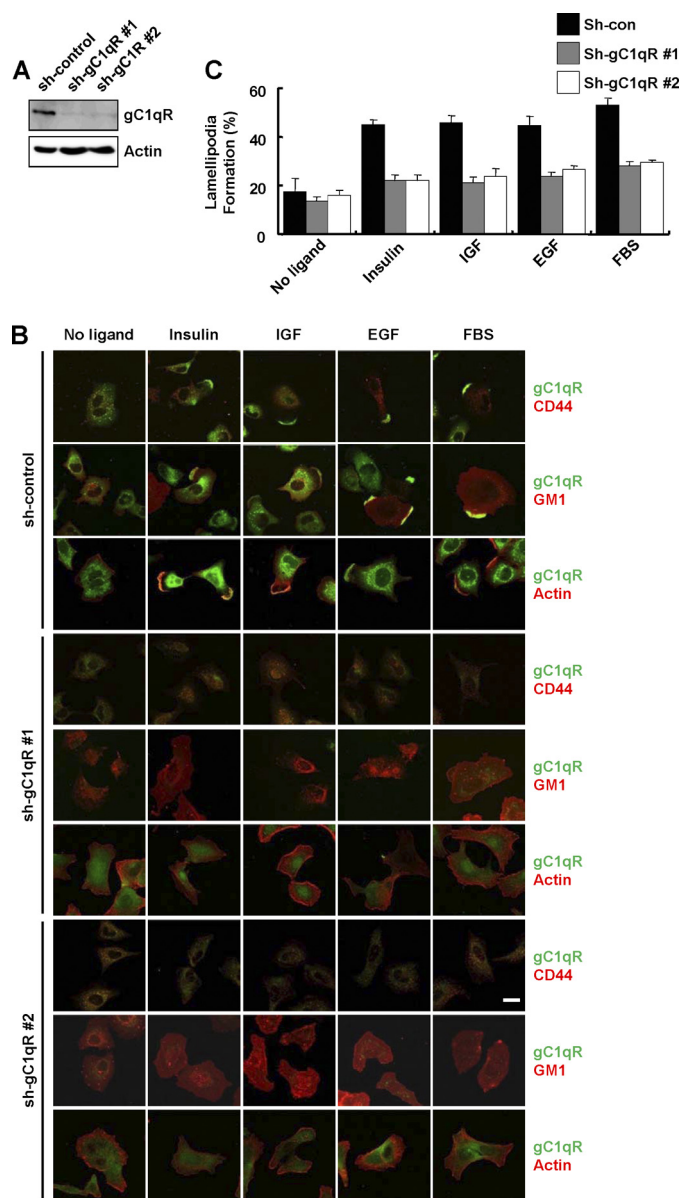 A
sh-control
sh-gC1qR #1
sh-gC1R #2
gC1qR
Actin
C
Sh-con
Sh-gC1qR #1
Sh-gC1qR #2
Lamellipodia
Formation (%)
60
40
20
0
No ligand
Insulin
IGF
EGF
FBS
B
No ligand Insulin IGF EGF FBS
sh-control
gC1qR
CD44
gC1qR
GM1
gC1qR
Actin
sh-gC1qR #1
gC1qR
CD44
gC1qR
GM1
gC1qR
Actin
sh-gC1qR #2
gC1qR
CD44
gC1qR
GM1
gC1qR
Actin